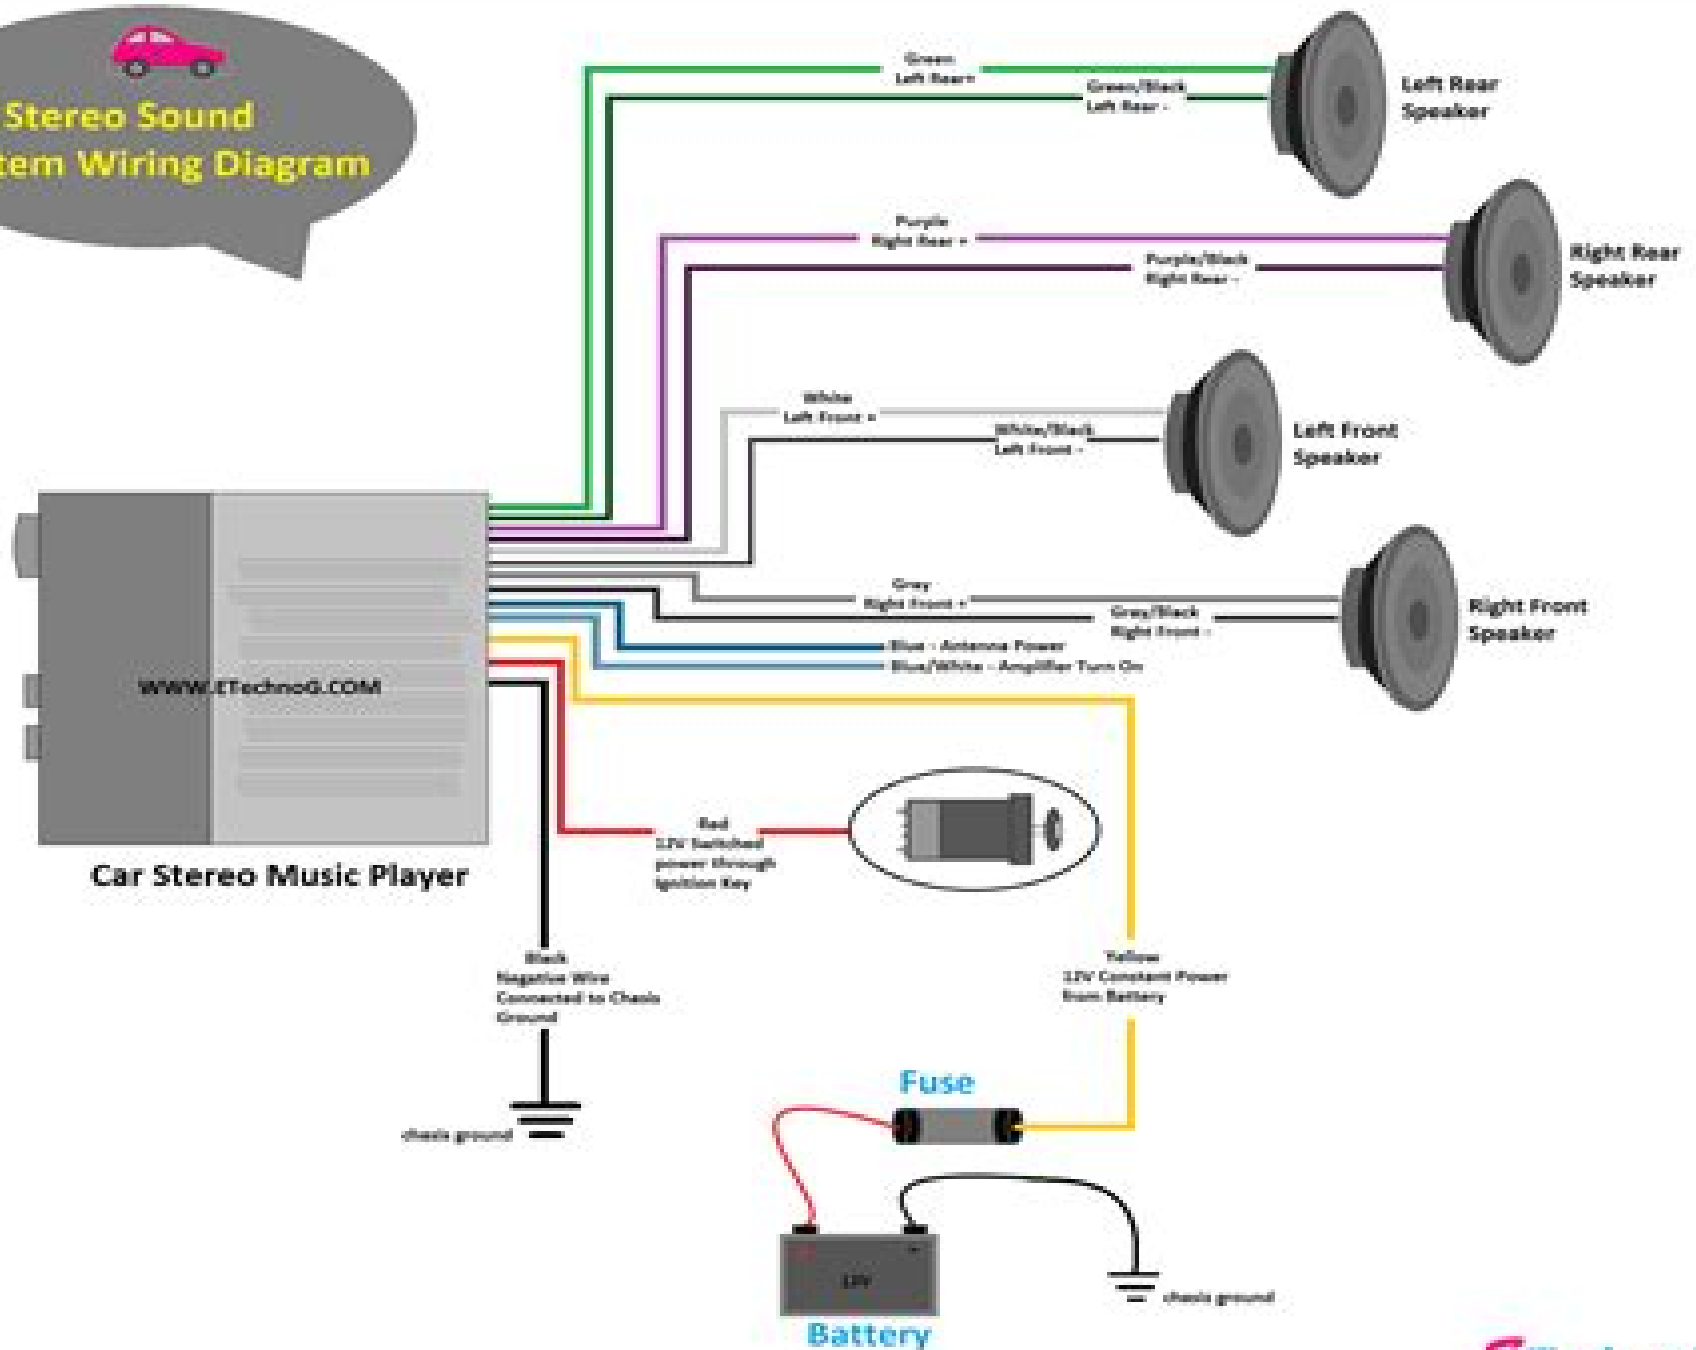 Stereo Sound
tem Wiring Diagram
Green
Left Rear+
Green/Black
Left Rear -
Left Rear
Speaker
Purple
Right Rear +
Purple/Black
Right Rear -
Right Rear
Speaker
White
Left Front +
White/Black
Left Front -
Left Front
Speaker
Grey
Right Front +
Grey/Black
Right Front -
Right Front
Speaker
Blue - Antenna Power
Blue/White - Amplifier Turn On
WWW.ETechnoG.COM
Car Stereo Music Player
Red
12V Switched
power through
Ignition Key
Black
Negative Wire
Connected to Chasis
Ground
chasis ground
Yellow
12V Constant Power
from Battery
Fuse
12V
Battery
chasis ground